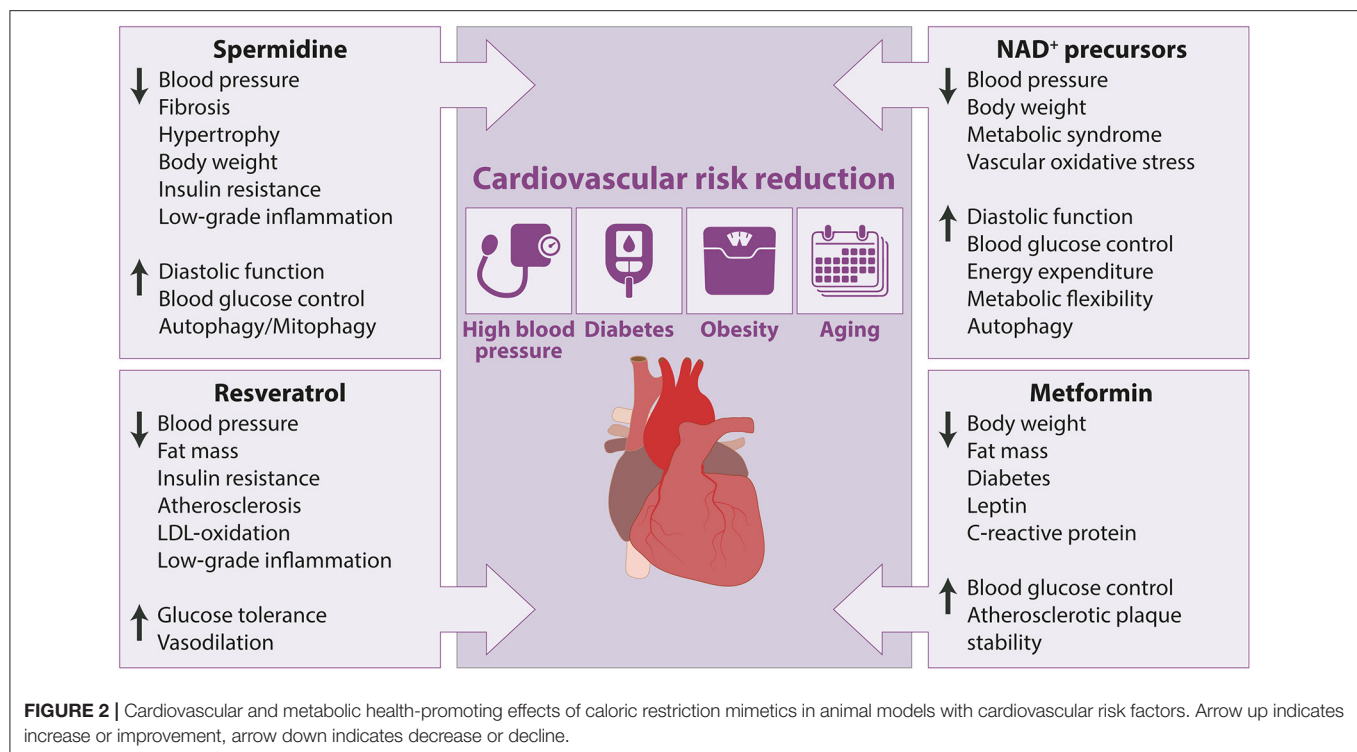 Spermidine
↓ Blood pressure
Fibrosis
Hypertrophy
Body weight
Insulin resistance
Low-grade inflammation
↑ Diastolic function
Blood glucose control
Autophagy/Mitophagy
Resveratrol
↓ Blood pressure
Fat mass
Insulin resistance
Atherosclerosis
LDL-oxidation
Low-grade inflammation
↑ Glucose tolerance
Vasodilation
Cardiovascular risk reduction
High blood
pressure
Diabetes
Obesity
Aging
NAD⁺ precursors
↓ Blood pressure
Body weight
Metabolic syndrome
Vascular oxidative stress
↑ Diastolic function
Blood glucose control
Energy expenditure
Metabolic flexibility
Autophagy
Metformin
↓ Body weight
Fat mass
Diabetes
Leptin
C-reactive protein
↑ Blood glucose control
Atherosclerotic plaque
stability
FIGURE 2 | Cardiovascular and metabolic health-promoting effects of caloric restriction mimetics in animal models with cardiovascular risk factors. Arrow up indicates
increase or improvement, arrow down indicates decrease or decline.